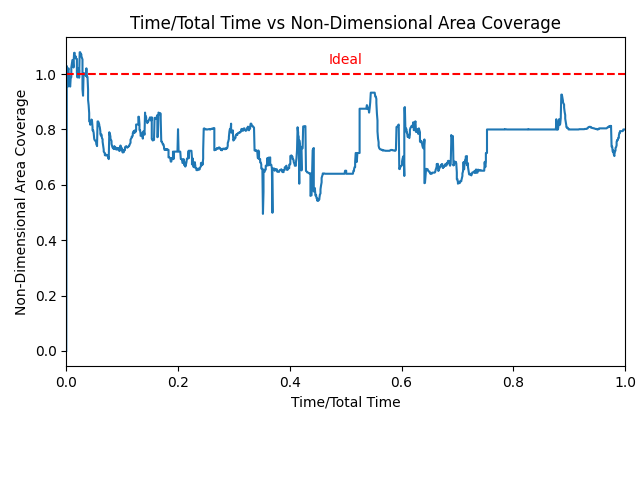 Time/Total Time vs Non-Dimensional Area Coverage
Ideal
Non-Dimensional Area Coverage
1.0
0.8
0.6
0.4
0.2
0.0
0.0 0.2 0.4 0.6 0.8 1.0
Time/Total Time